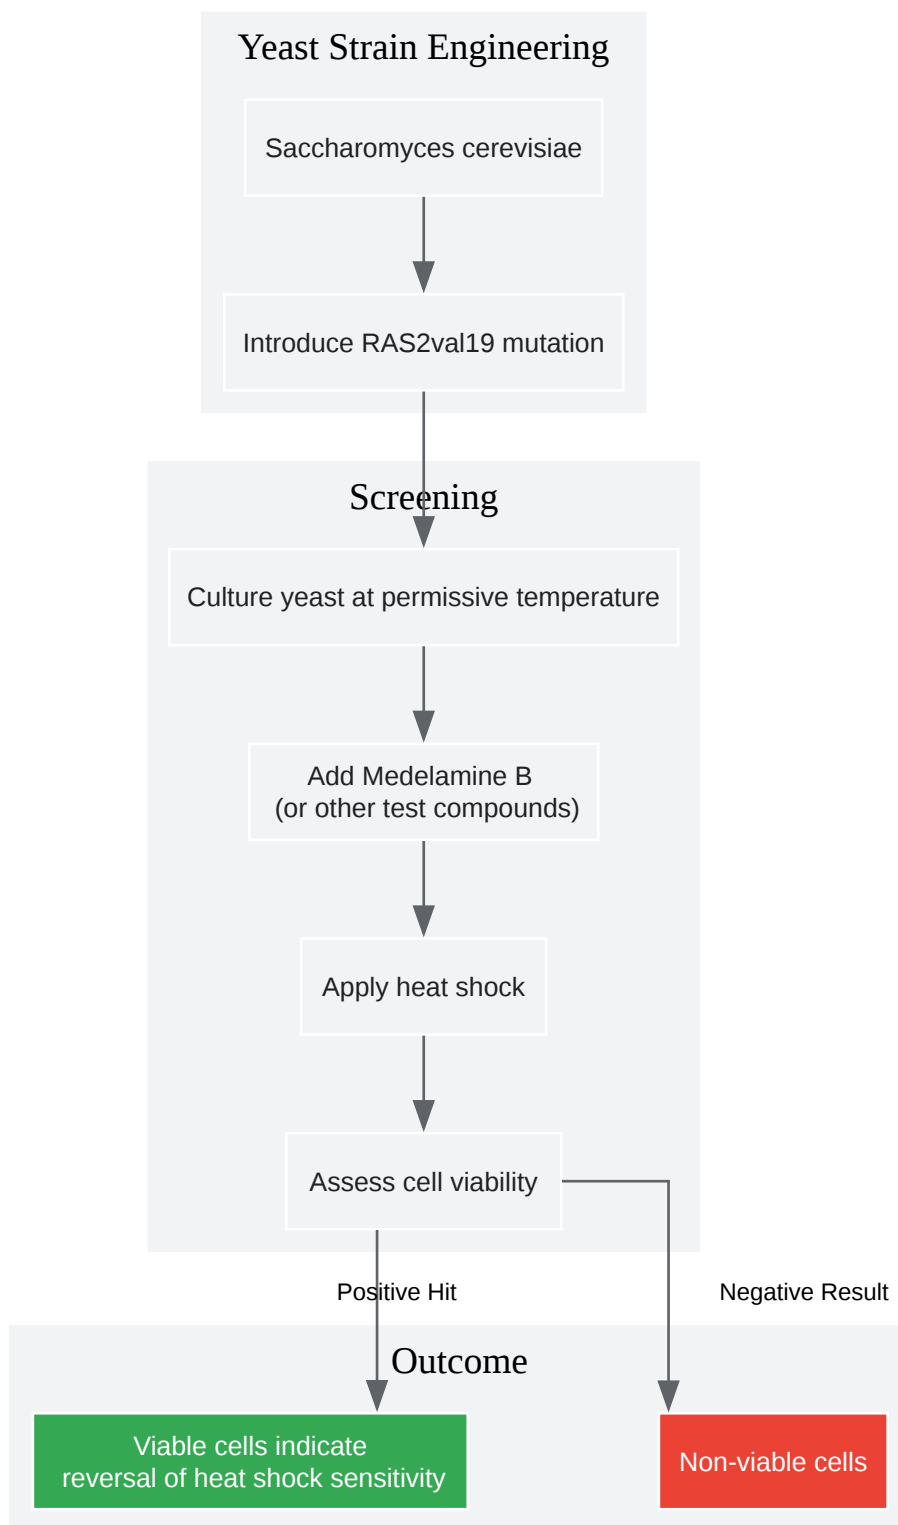 Yeast Strain Engineering
Saccharomyces cerevisiae
Introduce RAS2val19 mutation
Screening
Culture yeast at permissive temperature
Add Medelamine B
(or other test compounds)
Apply heat shock
Assess cell viability
Positive Hit
Negative Result
Outcome
Viable cells indicate
reversal of heat shock sensitivity
Non-viable cells